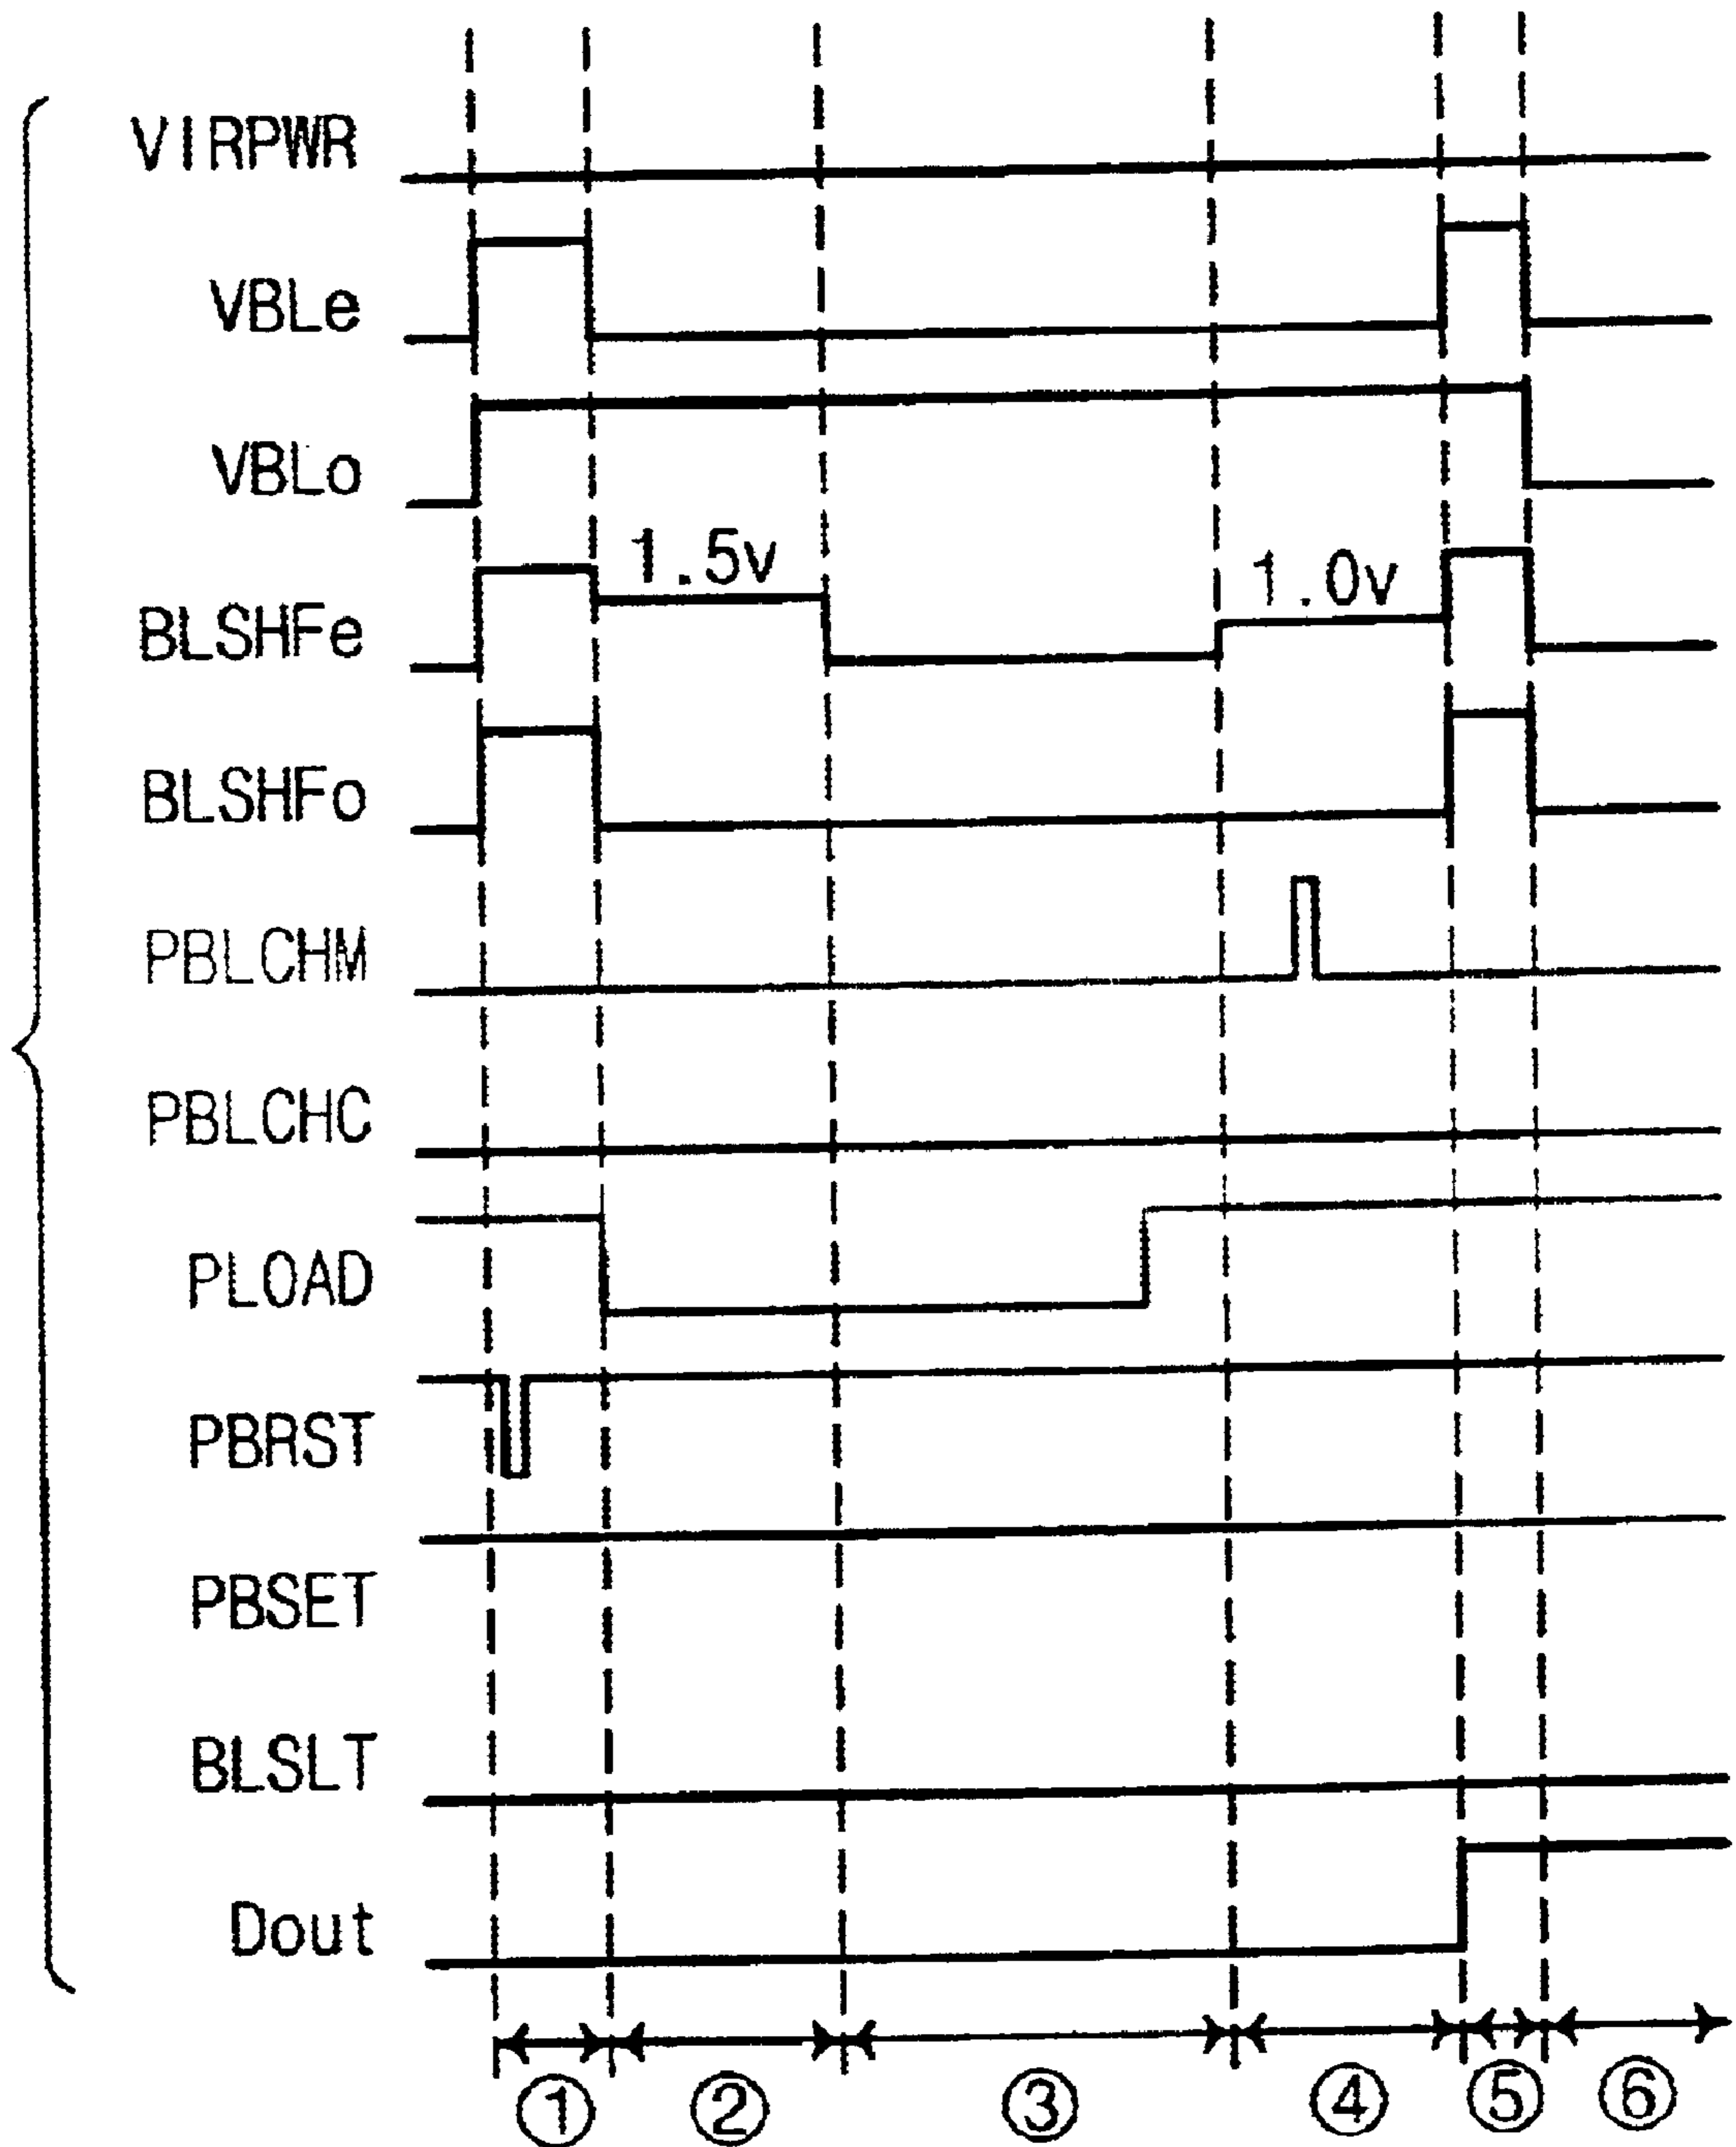 VIRPWR
VBLe
VBLo
1.5v
1.0v
BLSHFe
BLSHFo
PBLCHM
PBLCHC
PLOAD
PBRST
PBSET
BLSLT
Dout
① ② ③ ④ ⑤ ⑥